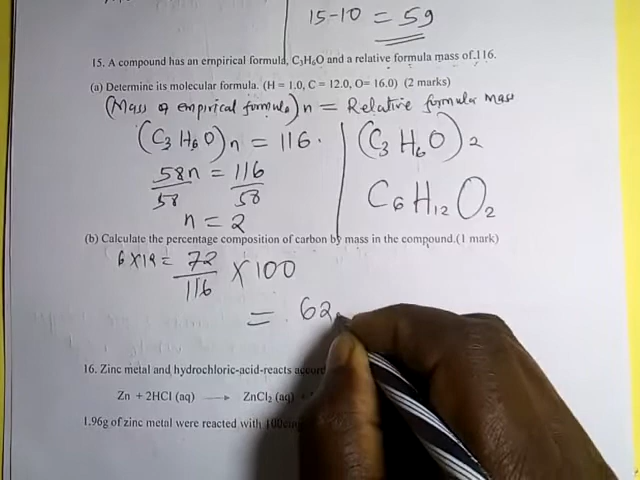 15-10 = 59
15. A compound has an empirical formula, C₃H₆O and a relative formula mass of 116.
(a) Determine its molecular formula. (H = 1.0, C = 12.0, O= 16.0) (2 marks)
(Mass of empirical formula) n = Relative formula mass
(C₃ H₆ O) n = 116.
58n = 116
58 58
n = 2
(C₃ H₆ O) 2
C₆ H₁₂ O₂
(b) Calculate the percentage composition of carbon by mass in the compound.(1 mark)
6 X 12 = 72 X 100
116
= 62.
16. Zinc metal and hydrochloric-acid-reacts
Zn + 2HCl (aq) → ZnCl₂ (aq) +
1.96g of zinc metal were reacted with